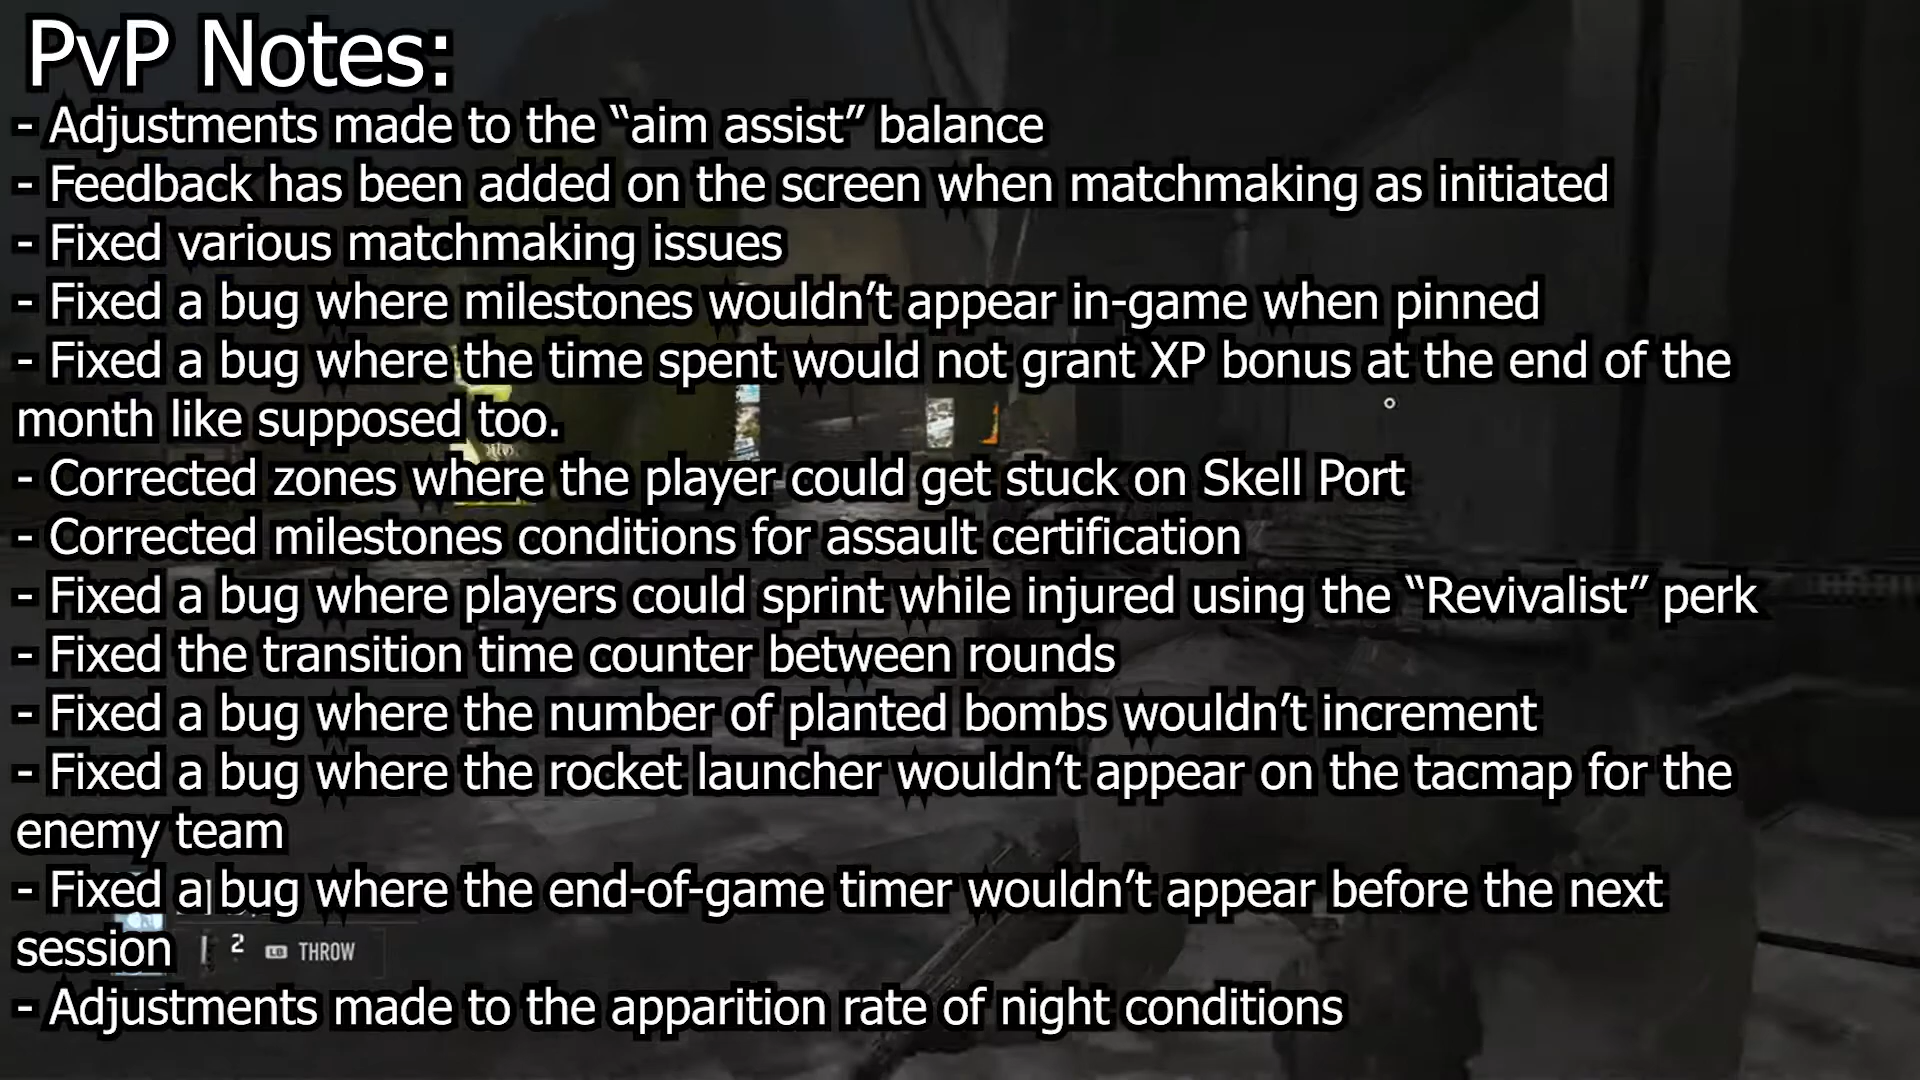 PvP Notes:
- Adjustments made to the “aim assist” balance
- Feedback has been added on the screen when matchmaking as initiated
- Fixed various matchmaking issues
- Fixed a bug where milestones wouldn’t appear in-game when pinned
- Fixed a bug where the time spent would not grant XP bonus at the end of the
month like supposed too.
- Corrected zones where the player could get stuck on Skell Port
- Corrected milestones conditions for assault certification
- Fixed a bug where players could sprint while injured using the “Revivalist” perk
- Fixed the transition time counter between rounds
- Fixed a bug where the number of planted bombs wouldn’t increment
- Fixed a bug where the rocket launcher wouldn’t appear on the tacmap for the
enemy team
- Fixed a bug where the end-of-game timer wouldn’t appear before the next
session
2 LB THROW
- Adjustments made to the apparition rate of night conditions